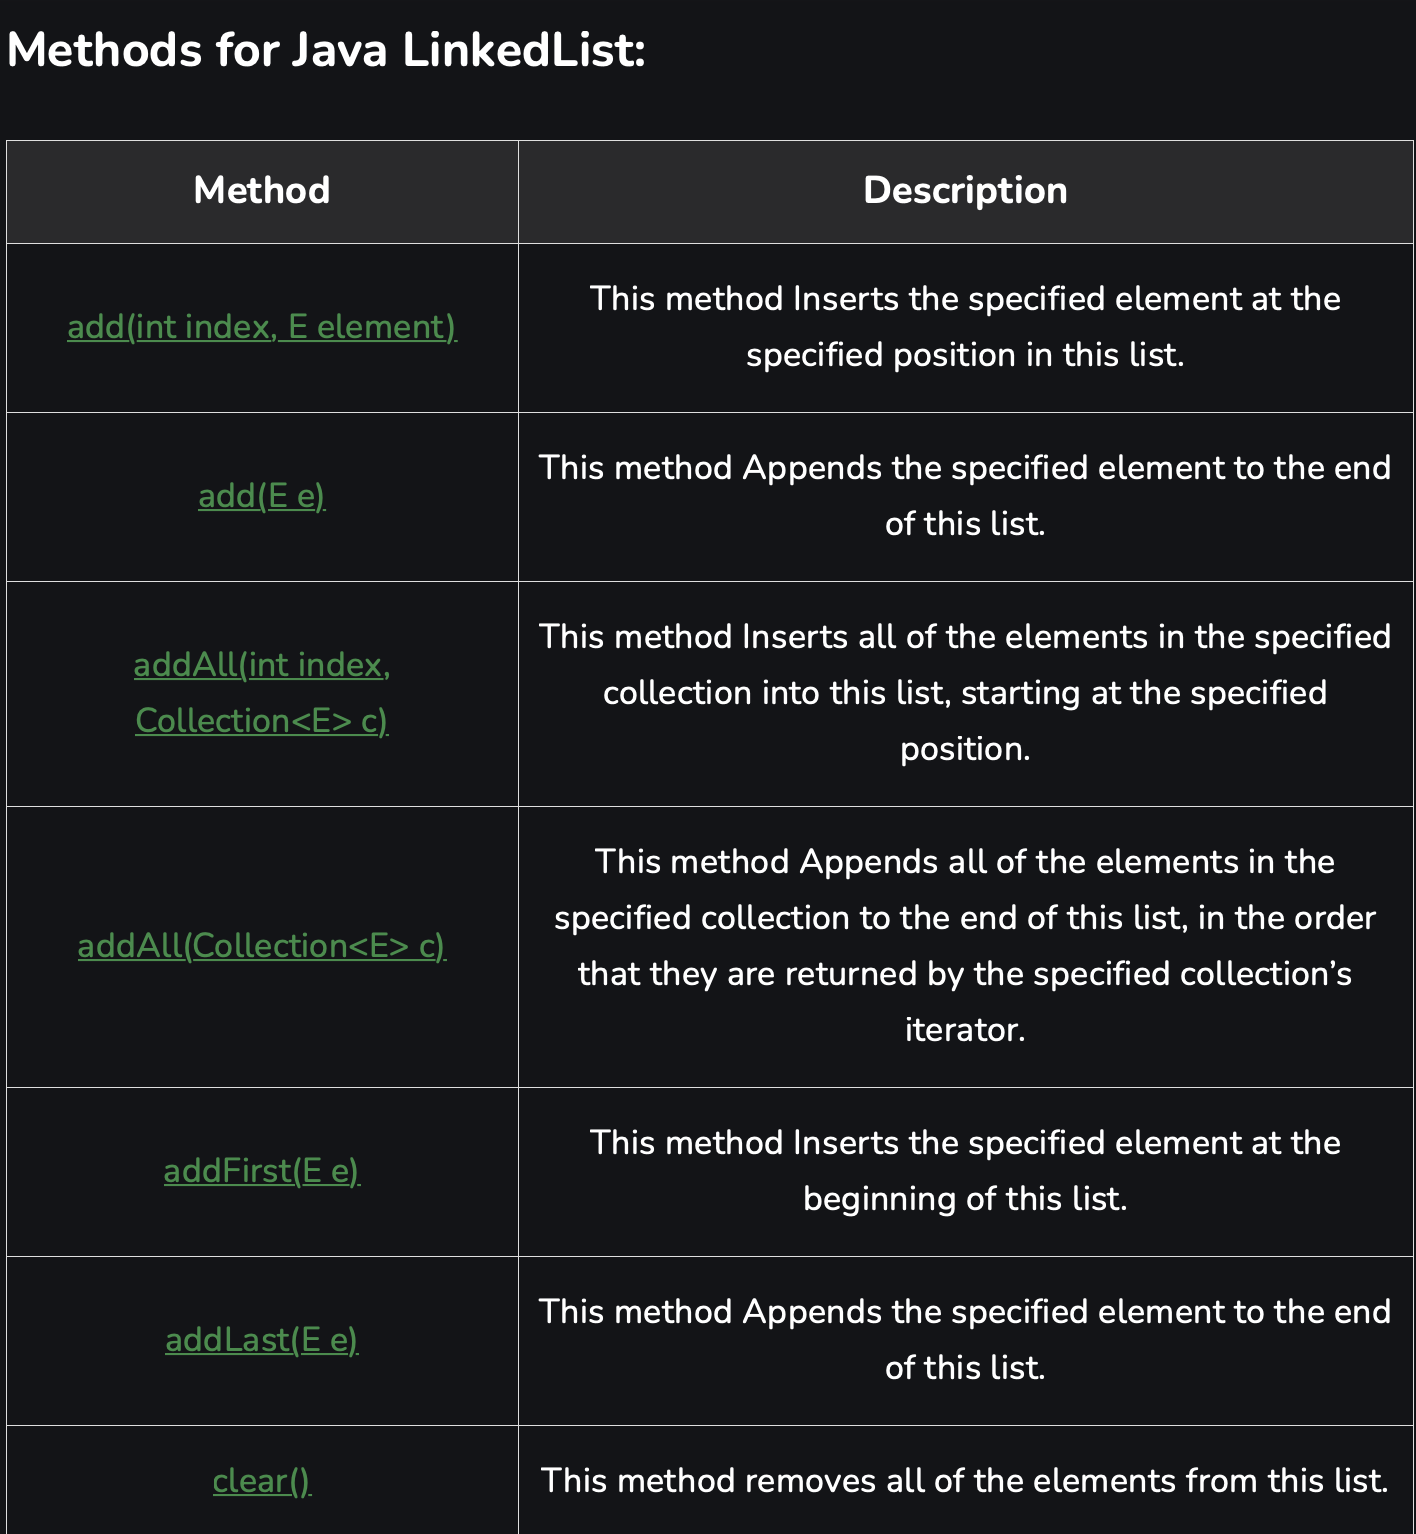 Methods for Java LinkedList:
Method
Description
add(int index, E element)
This method Inserts the specified element at the
specified position in this list.
add(E e)
This method Appends the specified element to the end
of this list.
addAll(int index,
Collection<E> c)
This method Inserts all of the elements in the specified
collection into this list, starting at the specified
position.
addAll(Collection<E> c)
This method Appends all of the elements in the
specified collection to the end of this list, in the order
that they are returned by the specified collection’s
iterator.
addFirst(E e)
This method Inserts the specified element at the
beginning of this list.
addLast(E e)
This method Appends the specified element to the end
of this list.
clear()
This method removes all of the elements from this list.